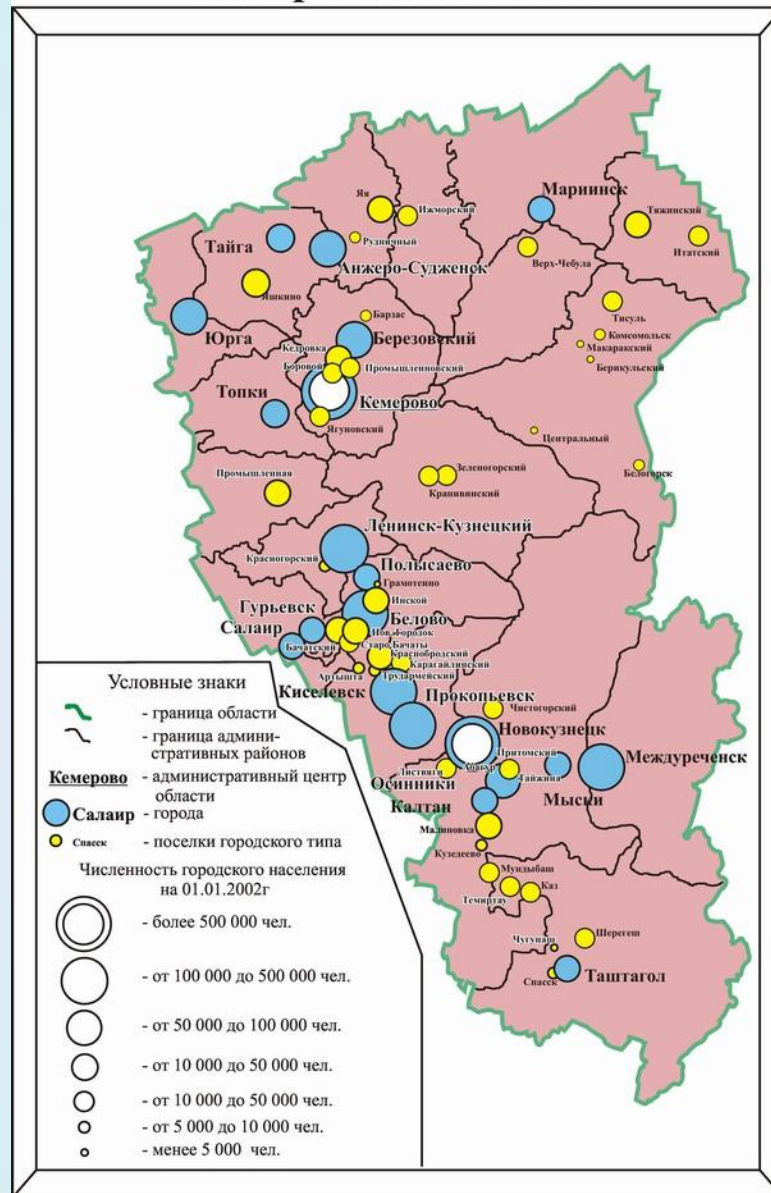 Яя
Ижморский
Мариинск
Тяжинский
Итатский
Тайга
Рудничный
Анжеро-Судженск
Верх-Чебула
Яшкино
Тисуль
Юрга
Барзас
Комсомольск
Макаракский
Берикульский
Березовский
Кедровка
Боровой
Промышленновский
Топки
Кемерово
Ягуновский
Центральный
Белогорск
Промышленная
Зеленогорский
Крапивинский
Ленинск-Кузнецкий
Красногорский
Полысаево
Грамотеино
Инской
Гурьевск
Белово
Салаир
Нов. Городок
Бачатский
Старо Бачаты
Краснобродский
Карагайлинский
Артышта
Трудармейский
Киселевск
Прокопьевск
Чистогорский
Новокузнецк
Притомский
Листвяги
Абагур
Тайжина
Междуреченск
Осинники
Мыски
Калтан
Малиновка
Кузедеево
Мундыбаш
Темиртау
Каз
Шерегеш
Чугунаш
Спасск
Таштагол
Условные знаки
- граница области
- граница админи-
стративных районов
Кемерово - административный центр
области
Салаир - города
Спасск - поселки городского типа
Численность городского населения
на 01.01.2002г
- более 500 000 чел.
- от 100 000 до 500 000 чел.
- от 50 000 до 100 000 чел.
- от 10 000 до 50 000 чел.
- от 10 000 до 50 000 чел.
- от 5 000 до 10 000 чел.
- менее 5 000 чел.